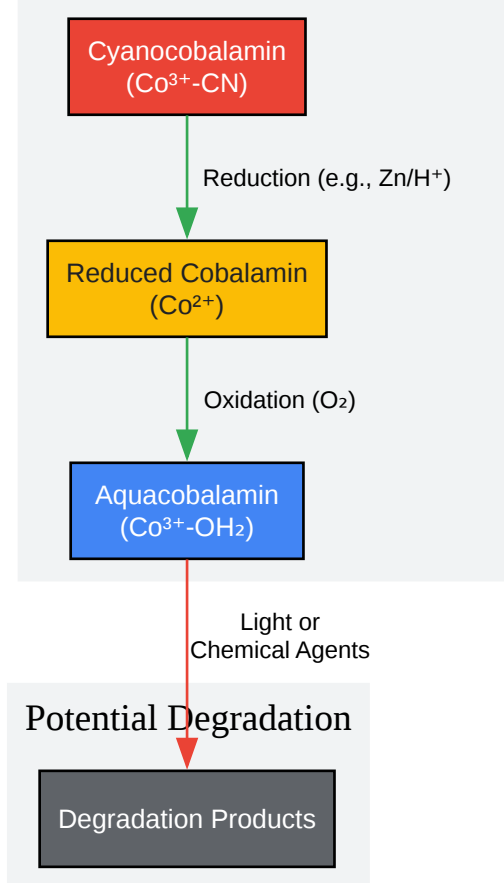 Cyanocobalamin
(Co³⁺-CN)
Reduction (e.g., Zn/H⁺)
Reduced Cobalamin
(Co²⁺)
Oxidation (O₂)
Aquacobalamin
(Co³⁺-OH₂)
Light or
Chemical Agents
Potential Degradation
Degradation Products